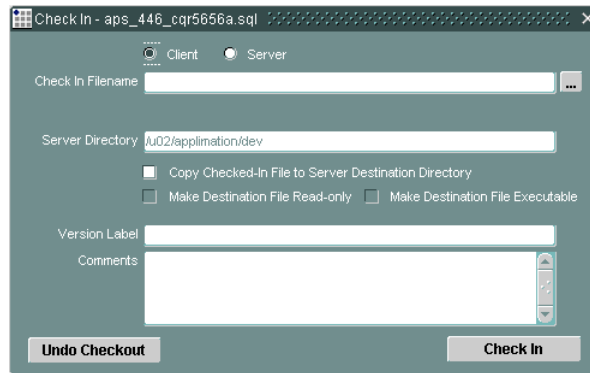 Check In - aps_446_cqr5656a.sql
Client Server
Check In Filename
...
Server Directory /u02/applimation/dev
Copy Checked-In File to Server Destination Directory
Make Destination File Read-only Make Destination File Executable
Version Label
Comments
Undo Checkout Check In